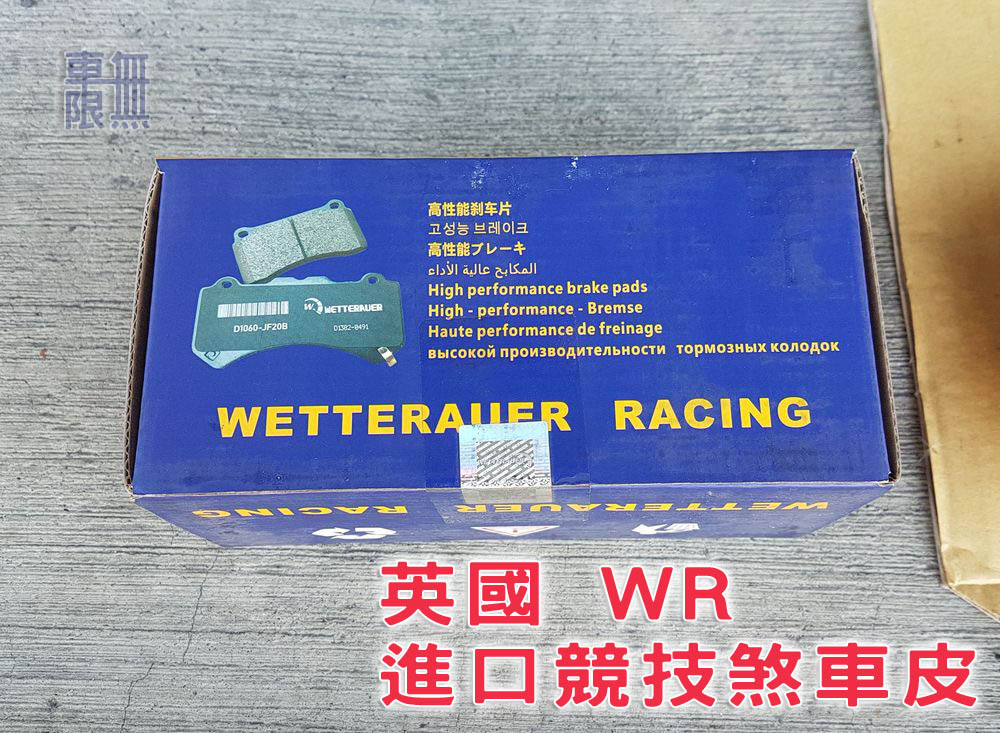 車無
限
高性能刹车片
고성능 브레이크
高性能ブレーキ
المكابح عالية الأداء
High performance brake pads
High - performance - Bremse
Haute performance de freinage
высокой производительности тормозных колодок
W. WETTERAUER
D1060-JF20B
D1382-8491
WETTERAUER RACING
WETTERAUER RACING
英國 WR
進口競技煞車皮